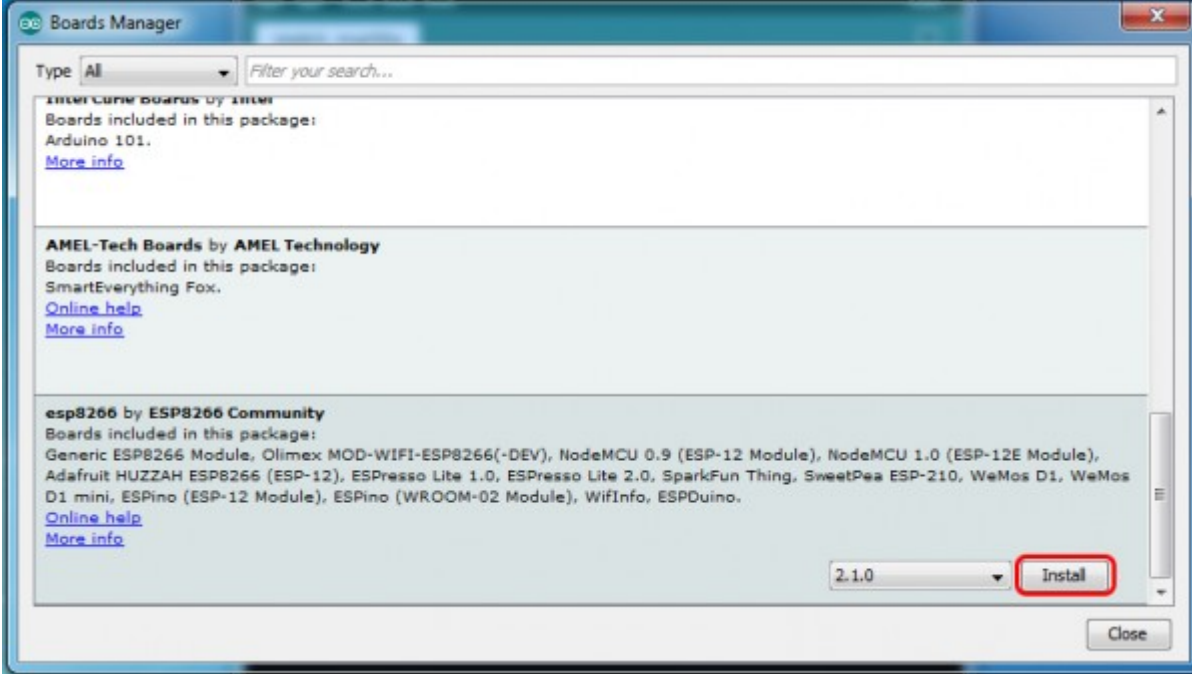 Boards Manager
Type All Filter your search...
Intel Curie Boards by Intel
Boards included in this package:
Arduino 101.
More info
AMEL-Tech Boards by AMEL Technology
Boards included in this package:
SmartEverything Fox.
Online help
More info
esp8266 by ESP8266 Community
Boards included in this package:
Generic ESP8266 Module, Olimex MOD-WIFI-ESP8266(-DEV), NodeMCU 0.9 (ESP-12 Module), NodeMCU 1.0 (ESP-12E Module),
Adafruit HUZZAH ESP8266 (ESP-12), ESPresso Lite 1.0, ESPresso Lite 2.0, SparkFun Thing, SweetPea ESP-210, WeMos D1, WeMos
D1 mini, ESPino (ESP-12 Module), ESPino (WROOM-02 Module), WifInfo, ESPDuino.
Online help
More info
2.1.0 Install
Close